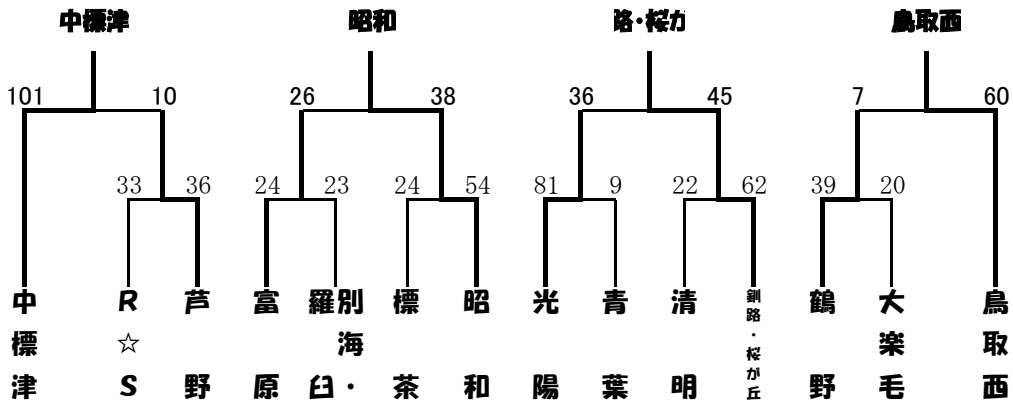 中標津 昭和 路・桜が 鳥取西
101 10 26 38 36 45 7 60
33 36 24 23 24 54 81 9 22 62 39 20
中標津
R☆S
芦野
富原
別海・
羅臼
標茶
昭和
光陽
青葉
清明
釧路・桜が丘
鶴野
大楽毛
鳥取西